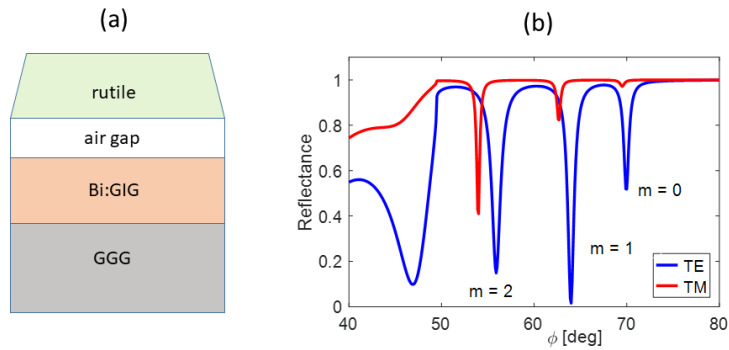 (a)
rutile
air gap
Bi:GIG
GGG
(b)
Reflectance
1
0.8
0.6
0.4
0.2
0
m = 0
m = 1
m = 2
TE
TM
40
50
60
70
80
ϕ [deg]